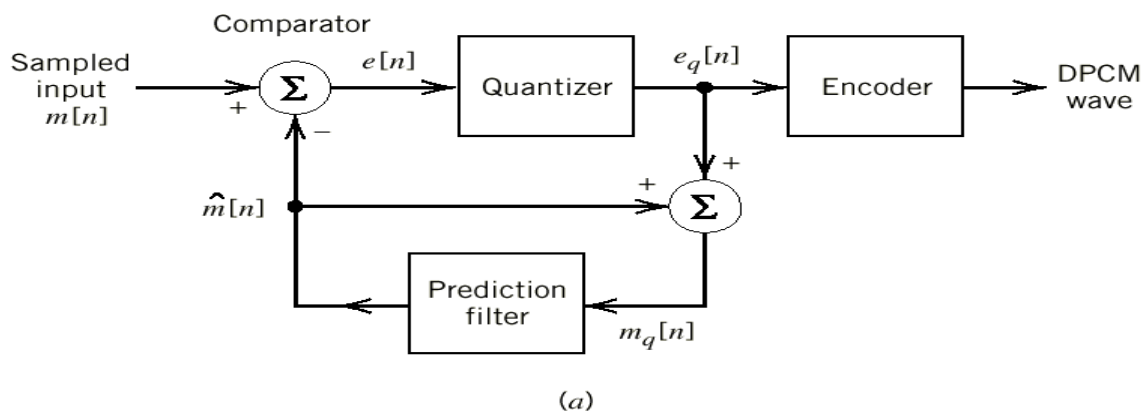 Comparator
Sampled
input
m[n]
+
Σ
−
e[n]
Quantizer
e_q[n]
Encoder
DPCM
wave
m̂[n]
+
+
Σ
Prediction
filter
m_q[n]
(a)